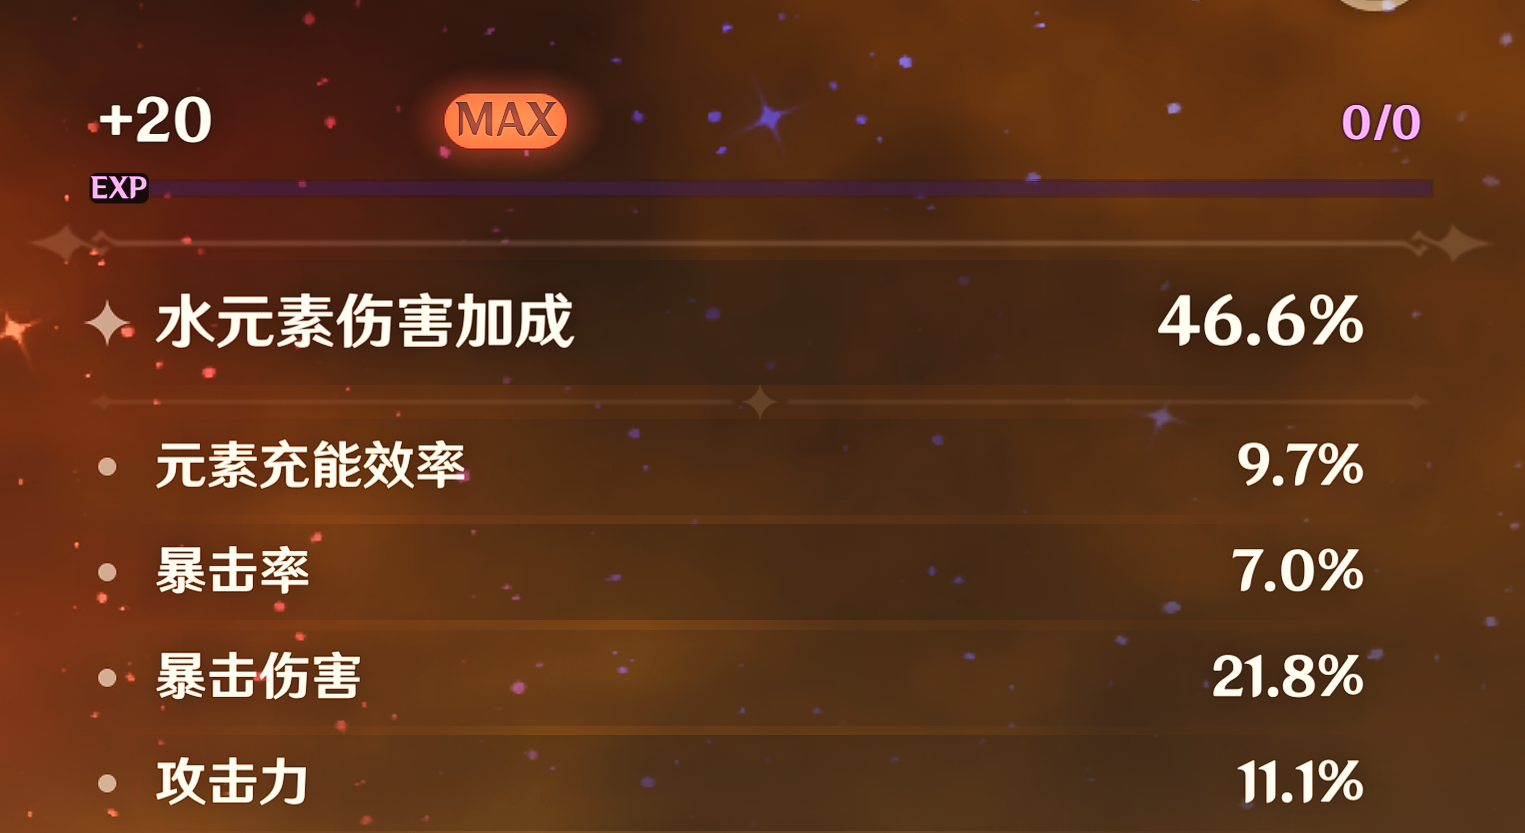 +20 MAX 0/0
EXP
水元素伤害加成 46.6%
元素充能效率 9.7%
暴击率 7.0%
暴击伤害 21.8%
攻击力 11.1%